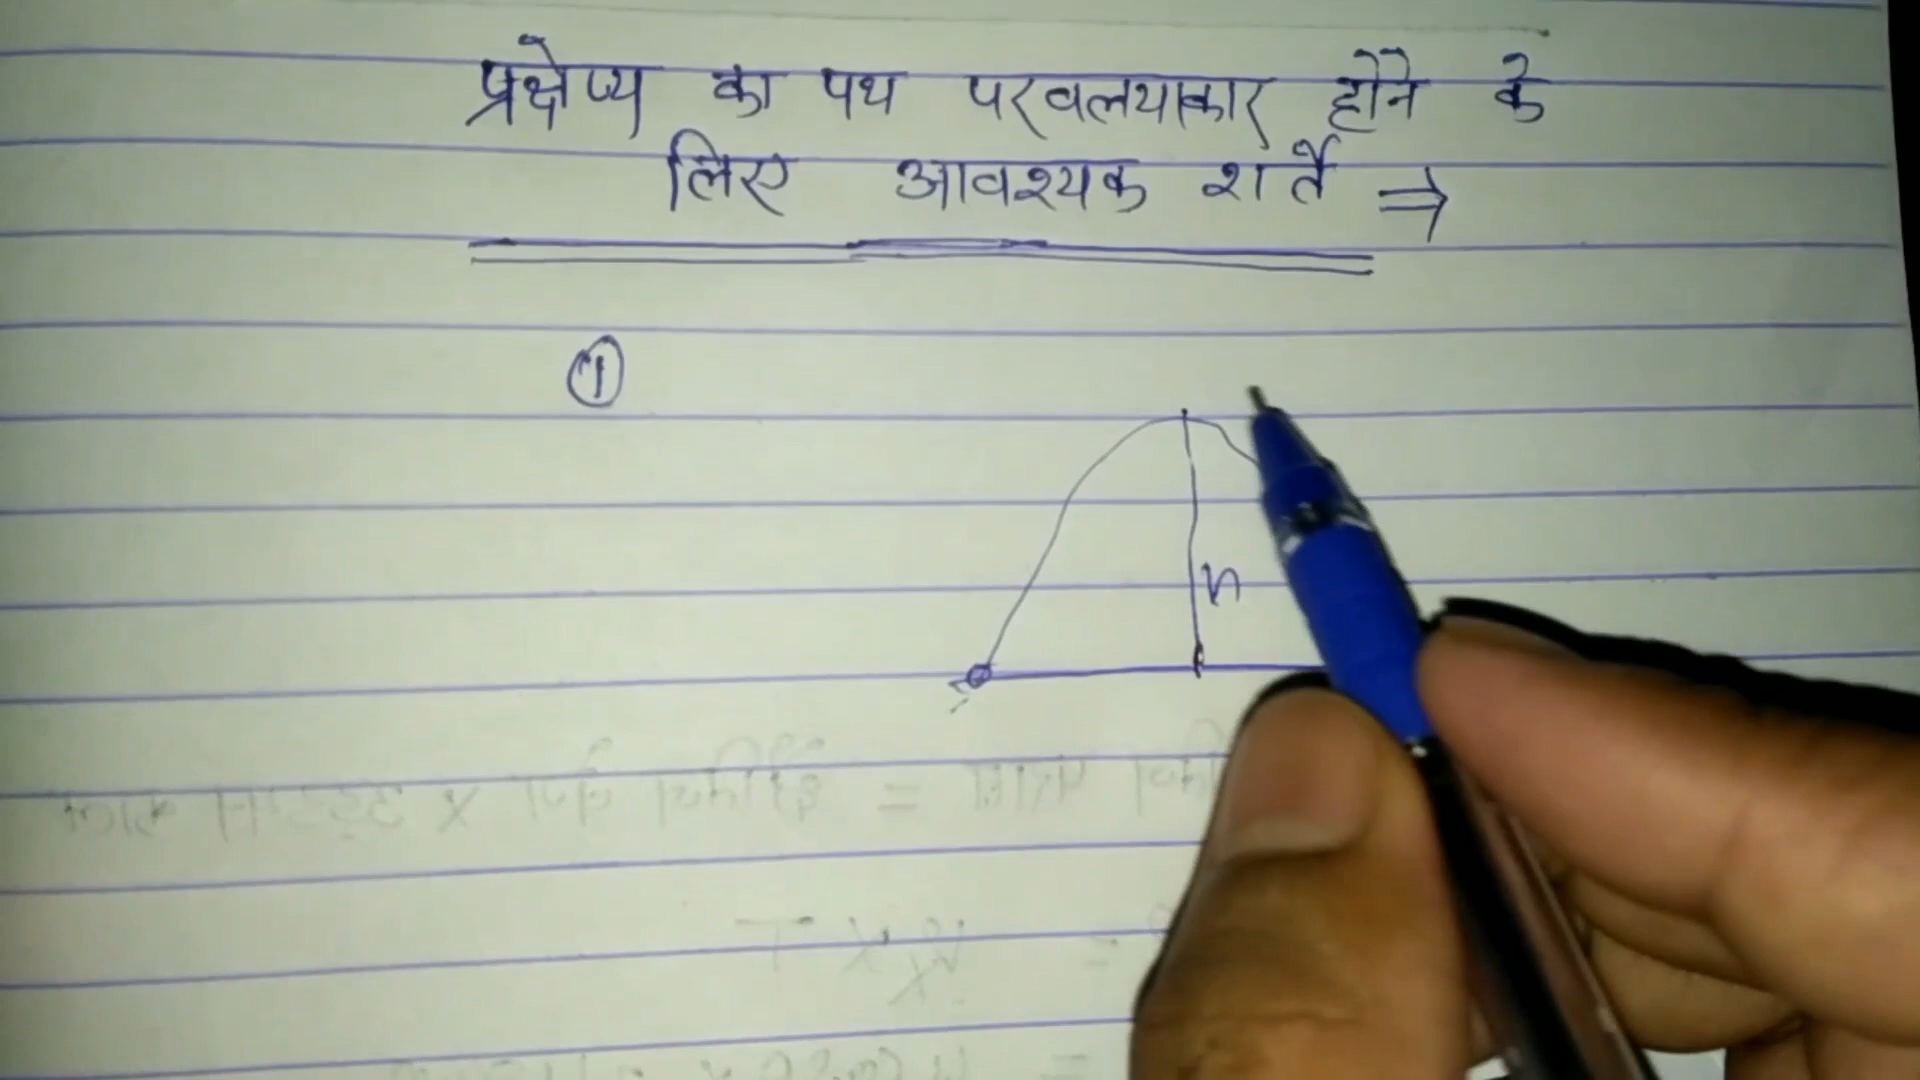 प्रक्षेप्य का पथ परवलयाकार होने के
लिए आवश्यक शर्ते ⇒
①
h